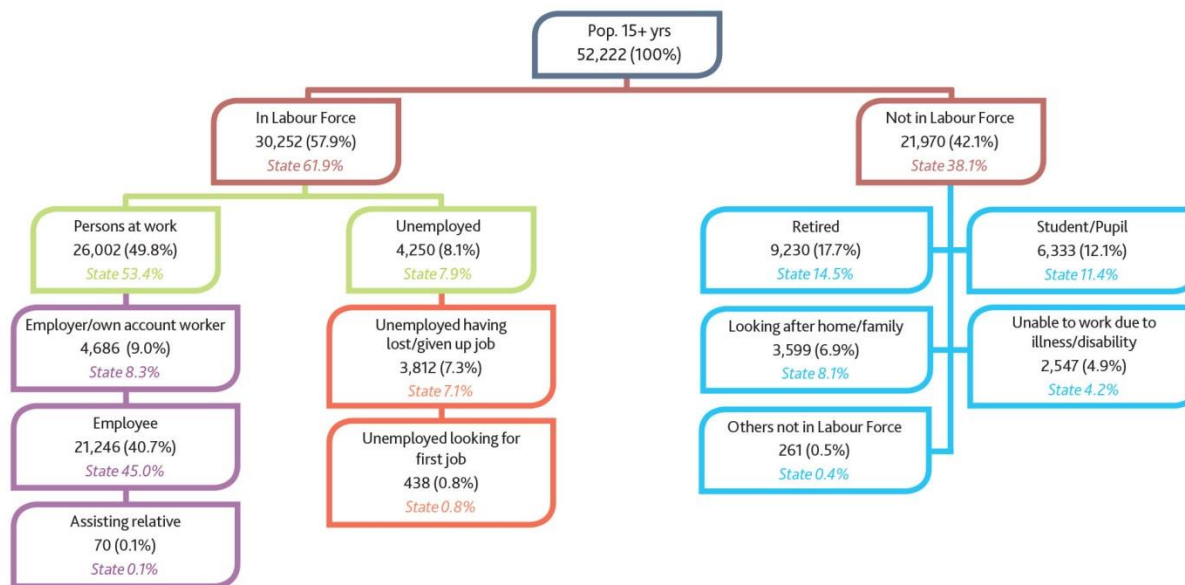 Pop. 15+ yrs
52,222 (100%)
In Labour Force
30,252 (57.9%)
State 61.9%
Not in Labour Force
21,970 (42.1%)
State 38.1%
Persons at work
26,002 (49.8%)
State 53.4%
Unemployed
4,250 (8.1%)
State 7.9%
Retired
9,230 (17.7%)
State 14.5%
Student/Pupil
6,333 (12.1%)
State 11.4%
Employer/own account worker
4,686 (9.0%)
State 8.3%
Unemployed having
lost/given up job
3,812 (7.3%)
State 7.1%
Looking after home/family
3,599 (6.9%)
State 8.1%
Unable to work due to
illness/disability
2,547 (4.9%)
State 4.2%
Employee
21,246 (40.7%)
State 45.0%
Unemployed looking for
first job
438 (0.8%)
State 0.8%
Others not in Labour Force
261 (0.5%)
State 0.4%
Assisting relative
70 (0.1%)
State 0.1%